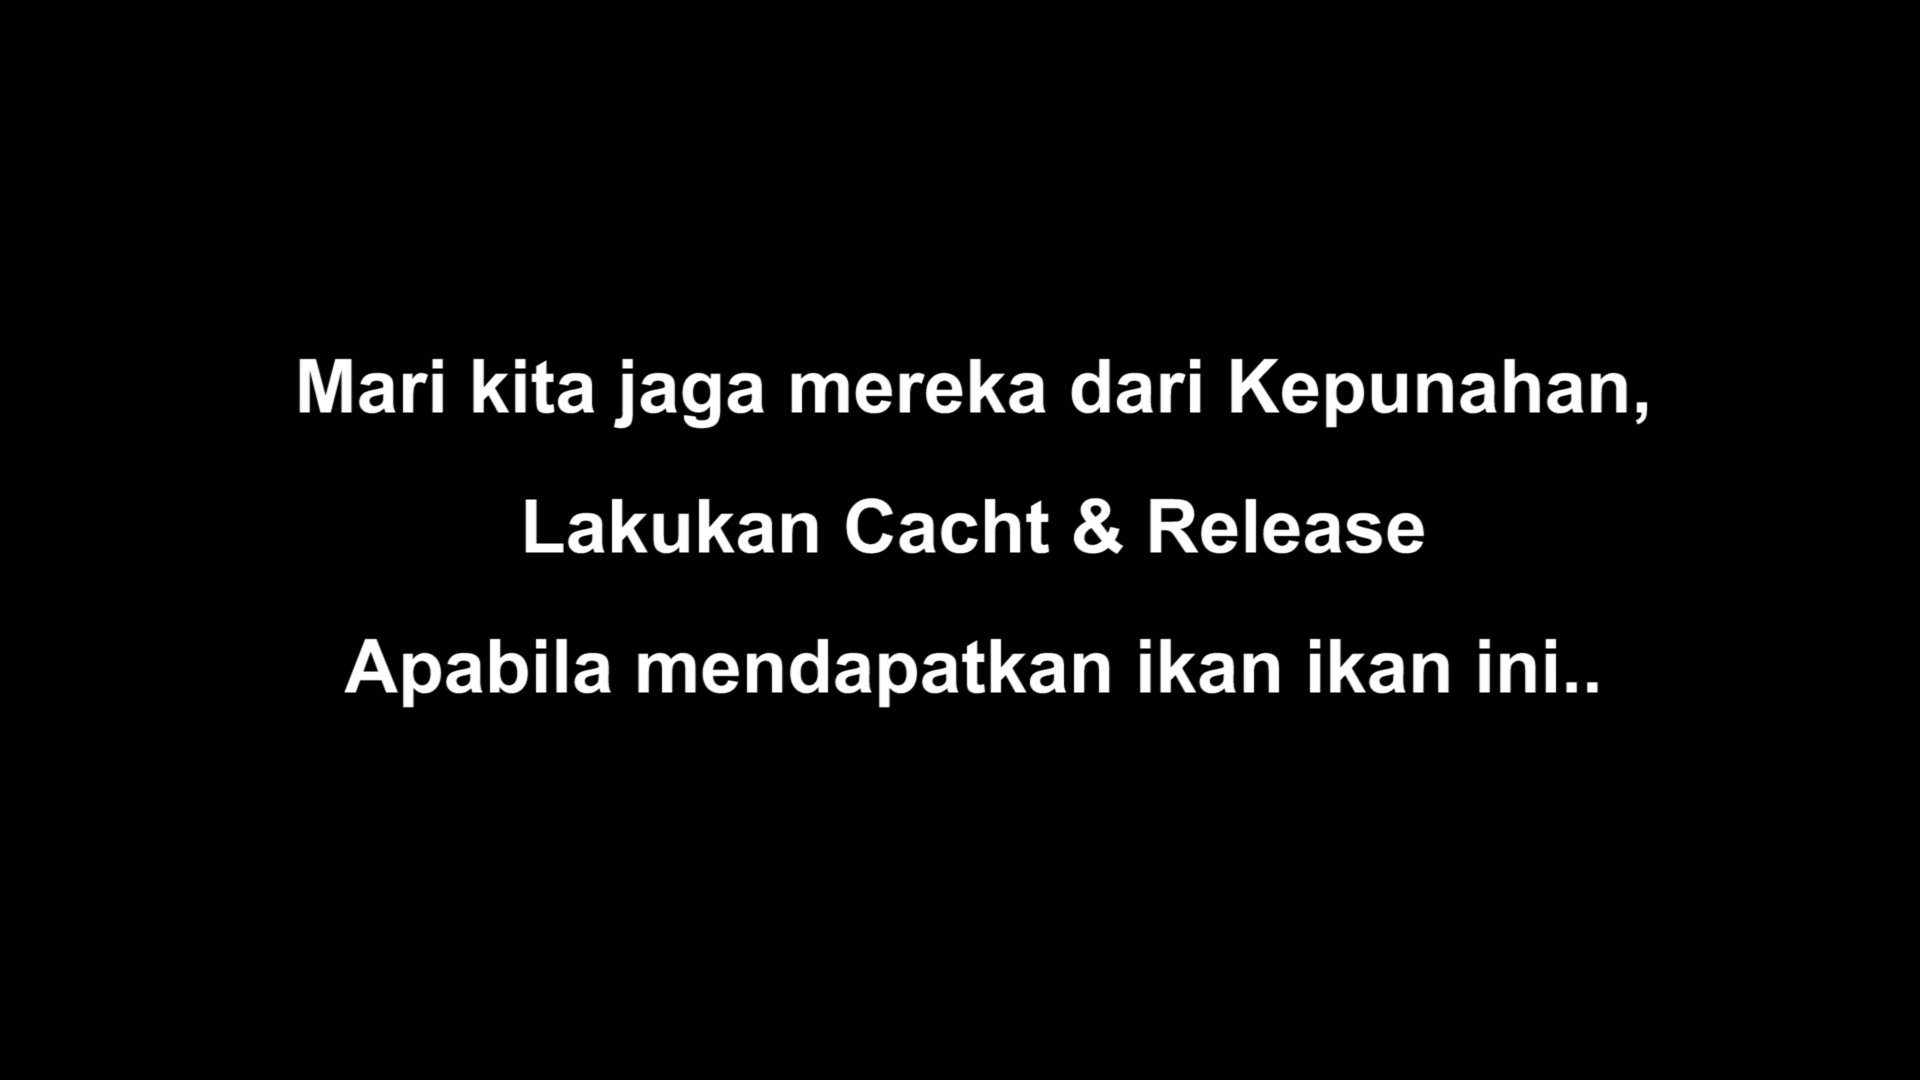 Mari kita jaga mereka dari Kepunahan,
Lakukan Cacht & Release
Apabila mendapatkan ikan ikan ini..